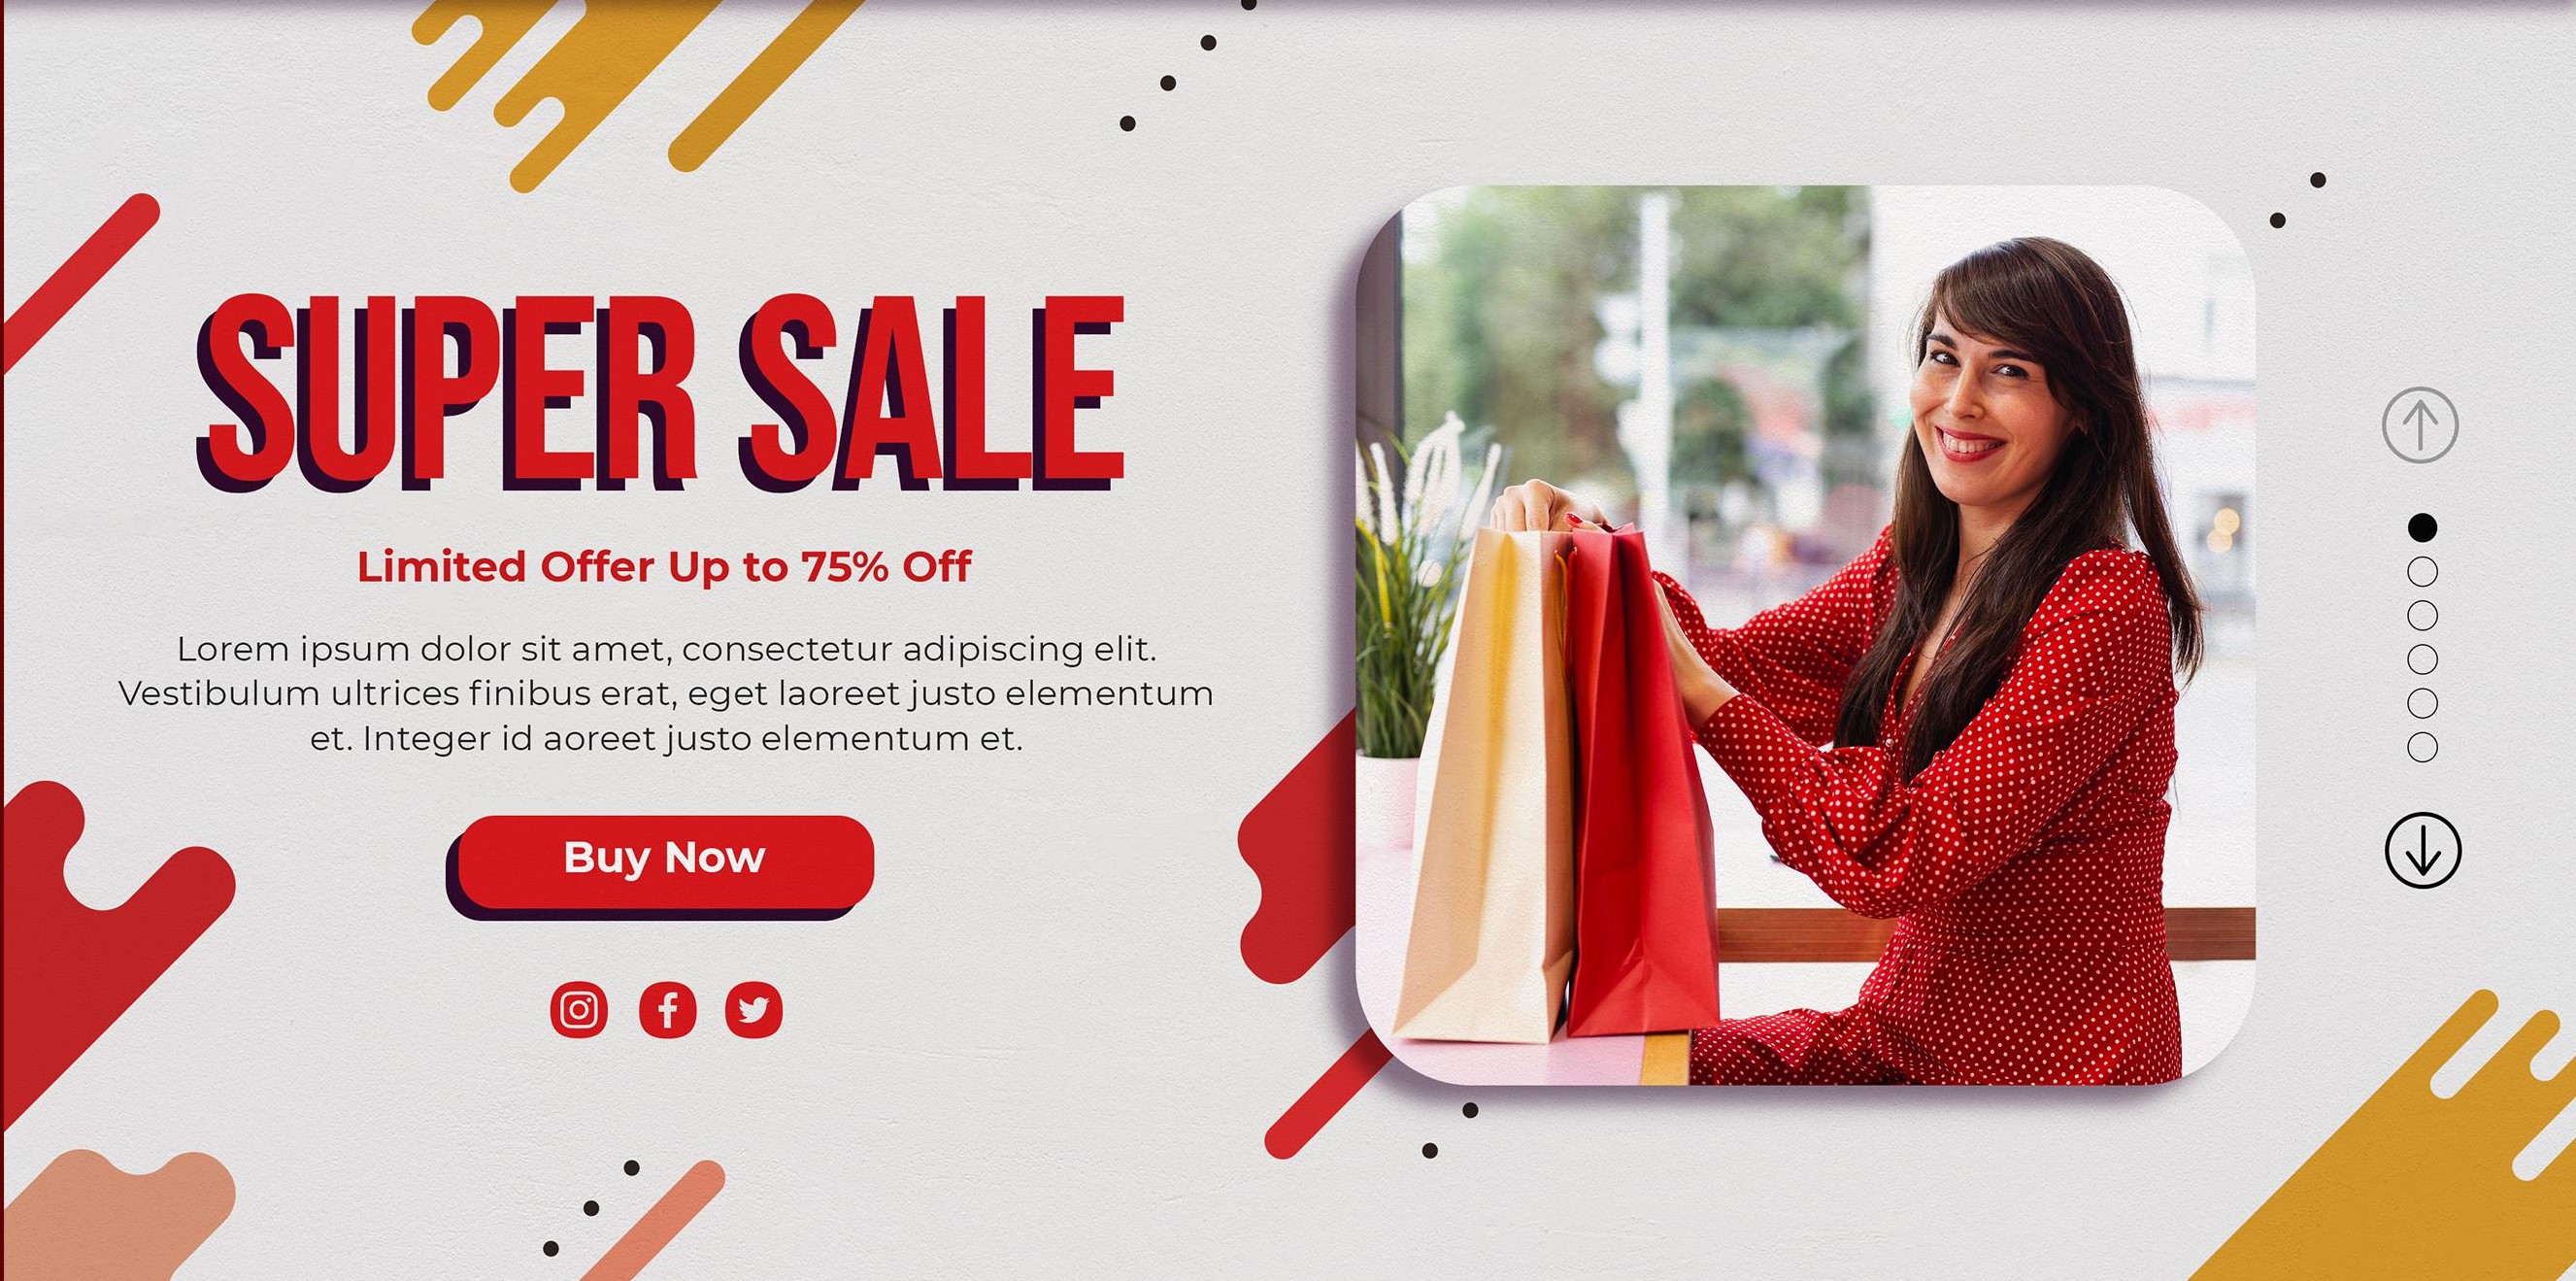 SUPER SALE
Limited Offer Up to 75% Off
Lorem ipsum dolor sit amet, consectetur adipiscing elit.
Vestibulum ultrices finibus erat, eget laoreet justo elementum
et. Integer id aoreet justo elementum et.
Buy Now